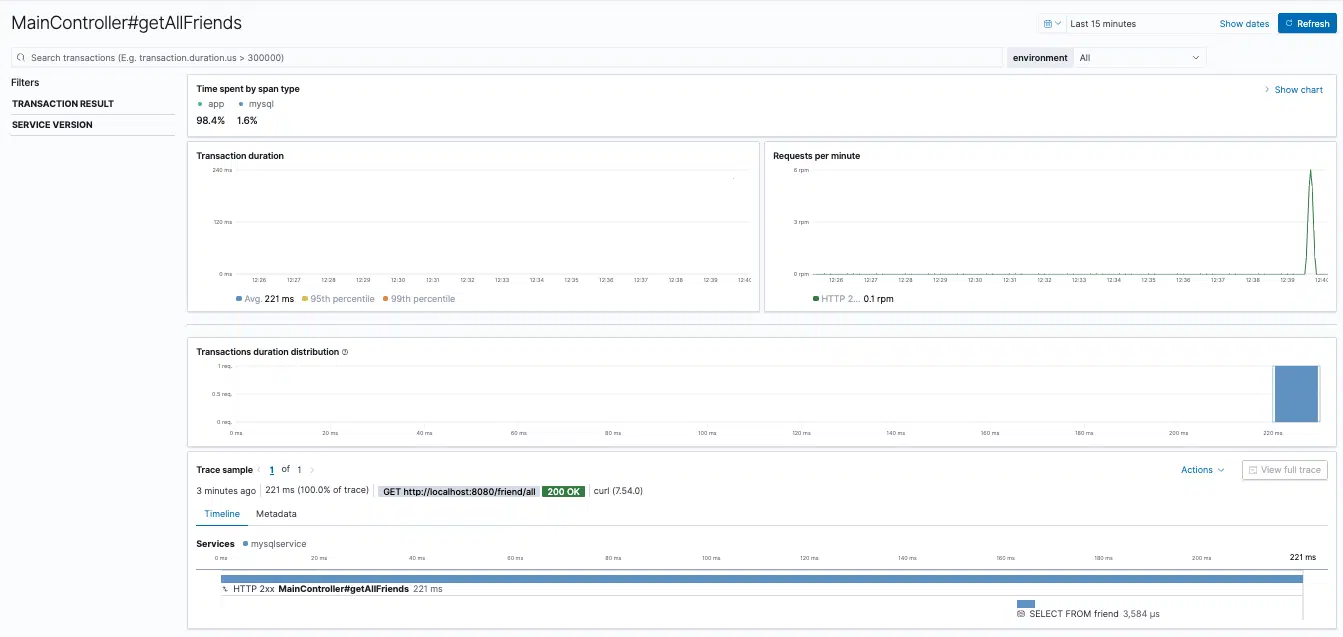 MainController#getAllFriends
Last 15 minutes
Show dates
Refresh
Search transactions (E.g. transaction.duration.us > 300000)
environment All
Filters
TRANSACTION RESULT
SERVICE VERSION
Time spent by span type
app mysql
98.4% 1.6%
Show chart
Transaction duration
240 ms
120 ms
0 ms
12:26 12:27 12:28 12:29 12:30 12:31 12:32 12:33 12:34 12:35 12:36 12:37 12:38 12:39 12:40
Avg. 221 ms 95th percentile 99th percentile
Requests per minute
6 rpm
3 rpm
0 rpm
12:26 12:27 12:28 12:29 12:30 12:31 12:32 12:33 12:34 12:35 12:36 12:37 12:38 12:39 12:40
HTTP 2... 0.1 rpm
Transactions duration distribution
1 req.
0.5 req.
0 req.
0 ms 20 ms 40 ms 60 ms 80 ms 100 ms 120 ms 140 ms 160 ms 180 ms 200 ms 220 ms
Trace sample 1 of 1
Actions
View full trace
3 minutes ago 221 ms (100.0% of trace) GET http://localhost:8080/friend/all 200 OK curl (7.54.0)
Timeline Metadata
Services mysqlservice
0 ms 20 ms 40 ms 60 ms 80 ms 100 ms 120 ms 140 ms 160 ms 180 ms 200 ms 221 ms
HTTP 2xx MainController#getAllFriends 221 ms
SELECT FROM friend 3,584 µs